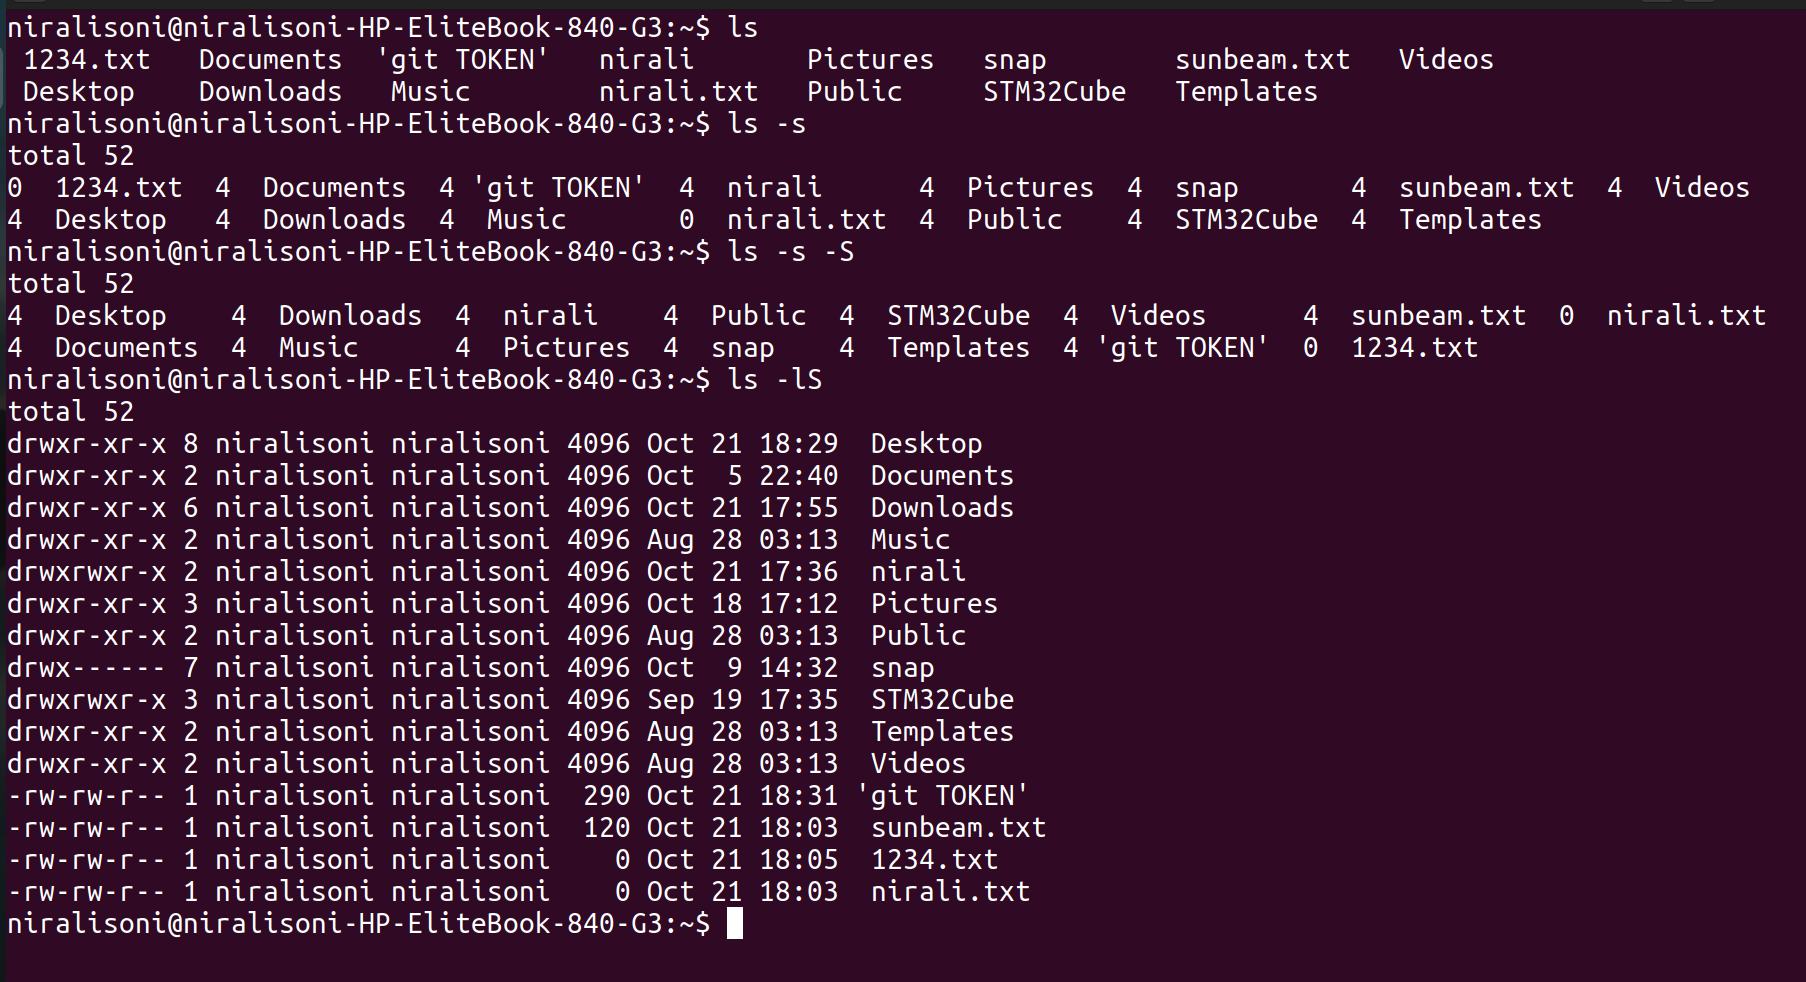 niralisoni@niralisoni-HP-EliteBook-840-G3:~$ ls
 1234.txt   Documents  'git TOKEN'   nirali       Pictures   snap        sunbeam.txt   Videos
 Desktop    Downloads   Music        nirali.txt   Public     STM32Cube   Templates
niralisoni@niralisoni-HP-EliteBook-840-G3:~$ ls -s
total 52
0  1234.txt  4  Documents  4 'git TOKEN'  4  nirali      4  Pictures  4  snap       4  sunbeam.txt  4  Videos
4  Desktop   4  Downloads  4  Music       0  nirali.txt  4  Public    4  STM32Cube  4  Templates
niralisoni@niralisoni-HP-EliteBook-840-G3:~$ ls -s -S
total 52
4  Desktop    4  Downloads  4  nirali    4  Public  4  STM32Cube  4  Videos      4  sunbeam.txt  0  nirali.txt
4  Documents  4  Music      4  Pictures  4  snap    4  Templates  4 'git TOKEN'  0  1234.txt
niralisoni@niralisoni-HP-EliteBook-840-G3:~$ ls -lS
total 52
drwxr-xr-x 8 niralisoni niralisoni 4096 Oct 21 18:29  Desktop
drwxr-xr-x 2 niralisoni niralisoni 4096 Oct  5 22:40  Documents
drwxr-xr-x 6 niralisoni niralisoni 4096 Oct 21 17:55  Downloads
drwxr-xr-x 2 niralisoni niralisoni 4096 Aug 28 03:13  Music
drwxrwxr-x 2 niralisoni niralisoni 4096 Oct 21 17:36  nirali
drwxr-xr-x 3 niralisoni niralisoni 4096 Oct 18 17:12  Pictures
drwxr-xr-x 2 niralisoni niralisoni 4096 Aug 28 03:13  Public
drwx------ 7 niralisoni niralisoni 4096 Oct  9 14:32  snap
drwxrwxr-x 3 niralisoni niralisoni 4096 Sep 19 17:35  STM32Cube
drwxr-xr-x 2 niralisoni niralisoni 4096 Aug 28 03:13  Templates
drwxr-xr-x 2 niralisoni niralisoni 4096 Aug 28 03:13  Videos
-rw-rw-r-- 1 niralisoni niralisoni  290 Oct 21 18:31 'git TOKEN'
-rw-rw-r-- 1 niralisoni niralisoni  120 Oct 21 18:03  sunbeam.txt
-rw-rw-r-- 1 niralisoni niralisoni    0 Oct 21 18:05  1234.txt
-rw-rw-r-- 1 niralisoni niralisoni    0 Oct 21 18:03  nirali.txt
niralisoni@niralisoni-HP-EliteBook-840-G3:~$